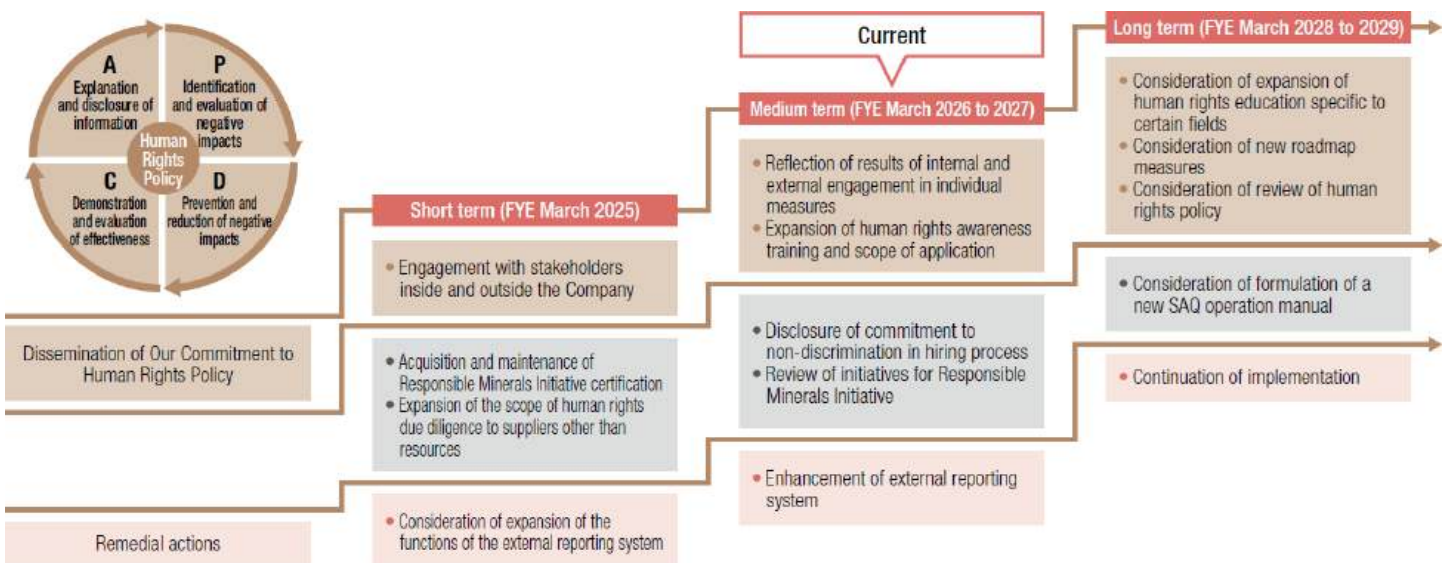 A
Explanation
and disclosure of
information
P
Identification
and evaluation of
negative
impacts
Human
Rights
Policy
C
Demonstration
and evaluation
of effectiveness
D
Prevention and
reduction of negative
impacts
Dissemination of Our Commitment to
Human Rights Policy
Remedial actions
Short term (FYE March 2025)
• Engagement with stakeholders
inside and outside the Company
• Acquisition and maintenance of
Responsible Minerals Initiative certification
• Expansion of the scope of human rights
due diligence to suppliers other than
resources
• Consideration of expansion of the
functions of the external reporting system
Current
Medium term (FYE March 2026 to 2027)
• Reflection of results of internal and
external engagement in individual
measures
• Expansion of human rights awareness
training and scope of application
• Disclosure of commitment to
non-discrimination in hiring process
• Review of initiatives for Responsible
Minerals Initiative
• Enhancement of external reporting
system
Long term (FYE March 2028 to 2029)
• Consideration of expansion of
human rights education specific to
certain fields
• Consideration of new roadmap
measures
• Consideration of review of human
rights policy
• Consideration of formulation of a
new SAQ operation manual
• Continuation of implementation